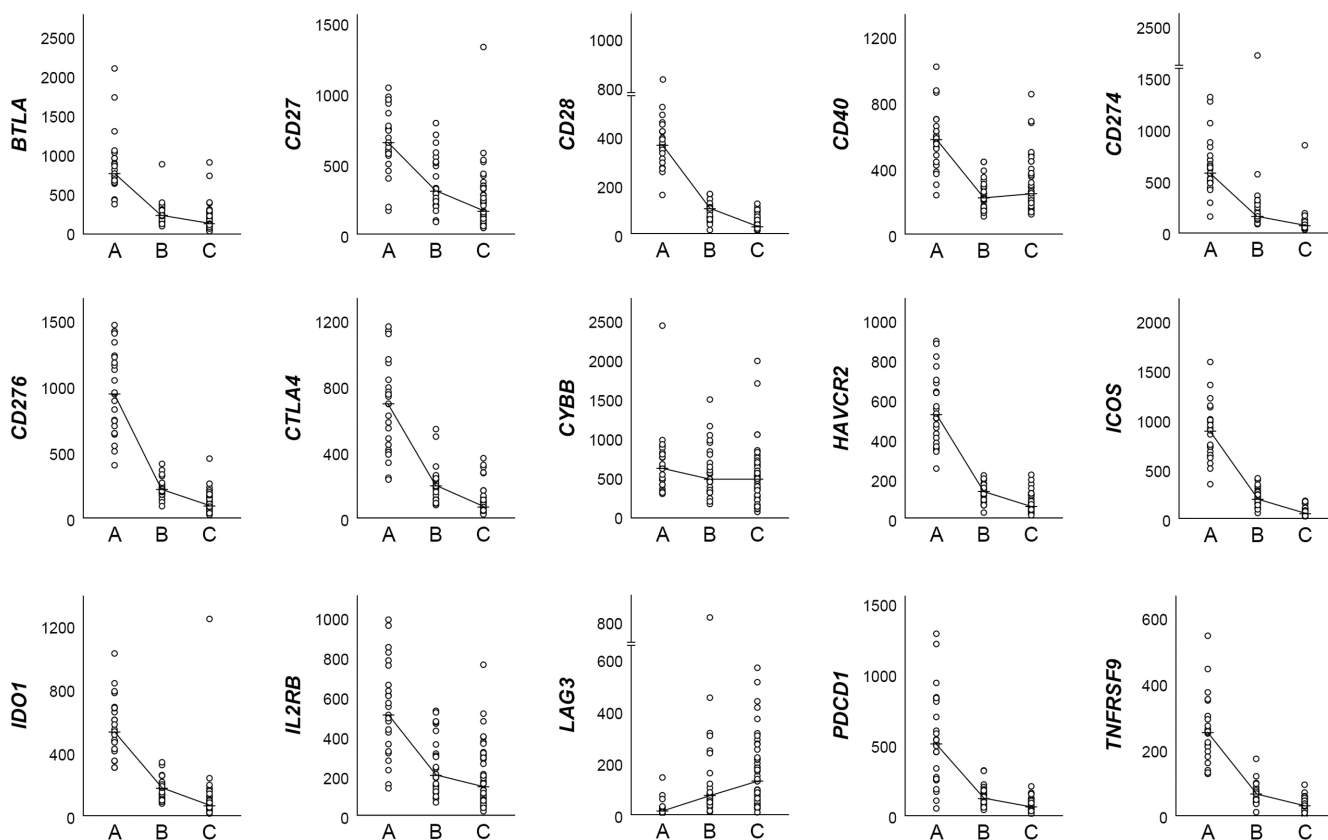 BTLA
2500
2000
1500
1000
500
0
A B C
CD27
1500
1000
500
0
A B C
CD28
1000
800
400
200
0
A B C
CD40
1200
800
400
0
A B C
CD274
2500
1500
1000
500
0
A B C
CD276
1500
1000
500
0
A B C
CTLA4
1200
800
400
0
A B C
CYBB
2500
2000
1500
1000
500
0
A B C
HAVCR2
1000
800
600
400
200
0
A B C
ICOS
2000
1500
1000
500
0
A B C
IDO1
1200
800
400
0
A B C
IL2RB
1000
800
600
400
200
0
A B C
LAG3
800
600
400
200
0
A B C
PDCD1
1500
1000
500
0
A B C
TNFRSF9
600
400
200
0
A B C